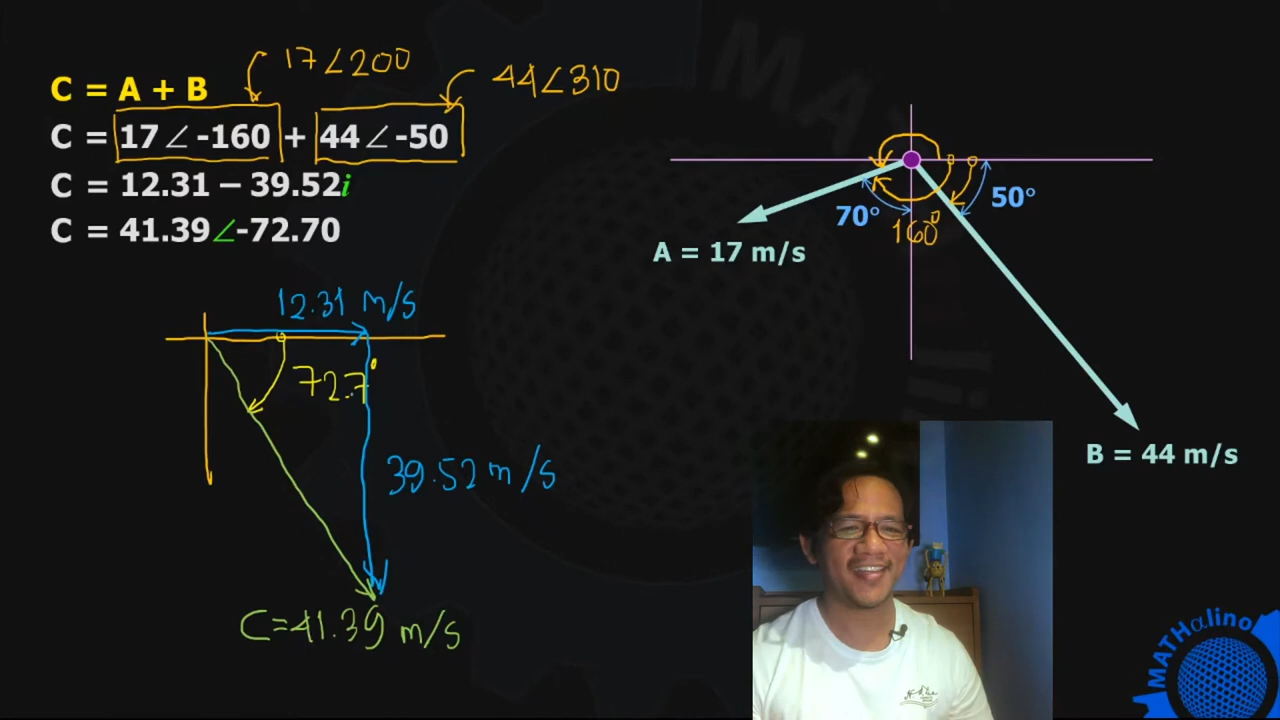 17∠200
44∠310
C = A + B
C = 17∠-160 + 44∠-50
C = 12.31 – 39.52i
C = 41.39∠-72.70
12.31 m/s
72.7°
39.52 m/s
C=41.39 m/s
50°
70°
160°
A = 17 m/s
B = 44 m/s
MATHalino